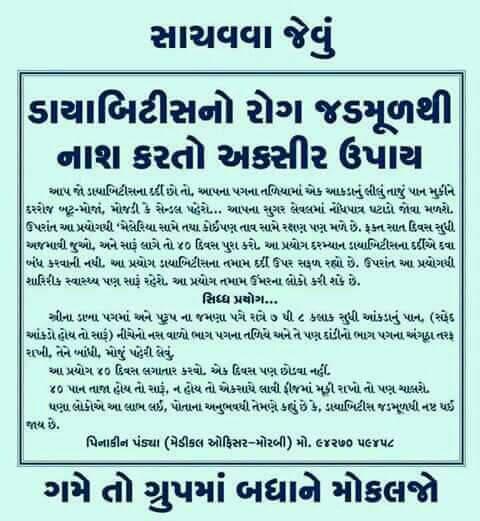 સાચવવા જેવું
ડાયાબિટીસનો રોગ જડમૂળથી
નાશ કરતો અકસીર ઉપાય
આપ જો ડાયાબિટીસના દર્દી છો તો, આપના પગના તળિયામાં એક આકડાનું લીલું તાજું પાન મુકીને
દરરોજ બૂટ-મોજાં, મોજડી કે સેન્ડલ પહેરો... આપના સુગર લેવલમાં નોંધપાત્ર ઘટાડો જોવા મળશે.
ઉપરાંત આ પ્રયોગથી મેલેરિયા સામે તથા કોઈપણ તાવ સામે રક્ષણ પણ મળે છે. ફક્ત સાત દિવસ સુધી
અજમાવી જુઓ, અને સારૂં લાગે તો ૪૦ દિવસ પુરા કરો. આ પ્રયોગ દરમ્યાન ડાયાબિટીસના દર્દીએ દવા
બંધ કરવાની નથી. આ પ્રયોગ ડાયાબિટીસના તમામ દર્દી ઉપર સફળ રહ્યો છે. ઉપરાંત આ પ્રયોગથી
શારિરીક સ્વાસ્થ્ય પણ સારૂં રહેશે. આ પ્રયોગ તમામ ઉંમરના લોકો કરી શકે છે.
સિધ્ધ પ્રયોગ...
સ્ત્રીના ડાબા પગમાં અને પુરૂષ ના જમણા પગે રાત્રે ૭ થી ૮ કલાક સુધી આંકડાનું પાન, (સફેદ
આંકડો હોય તો સારૂં) નીચેનો નસ વાળો ભાગ પગના તળિયે અને તે પણ દાંડીનો ભાગ પગના અંગુઠા તરફ
રાખી, તેને બાંધી, મોજું પહેરી લેવું.
આ પ્રયોગ ૪૦ દિવસ લગાતાર કરવો. એક દિવસ પણ છોડવા નહીં.
૪૦ પાન તાજા હોય તો સારૂં, ન હોય તો એકસાથે લાવી ફ્રીજમાં મૂકી રાખો તો પણ ચાલશે.
ઘણા લોકોએ આ લાભ લઈ, પોતાના અનુભવથી તેમણે કહ્યું છે કે, ડાયાબિટીસ જડમૂળથી નષ્ટ થઈ
જાય છે.
પિનાકીન પંડ્યા (મેડીકલ ઓફિસર-મોરબી) મો. ૯૪૨૭૦ ૫૯૪૫૮
ગમે તો ગ્રુપમાં બધાને મોકલજો